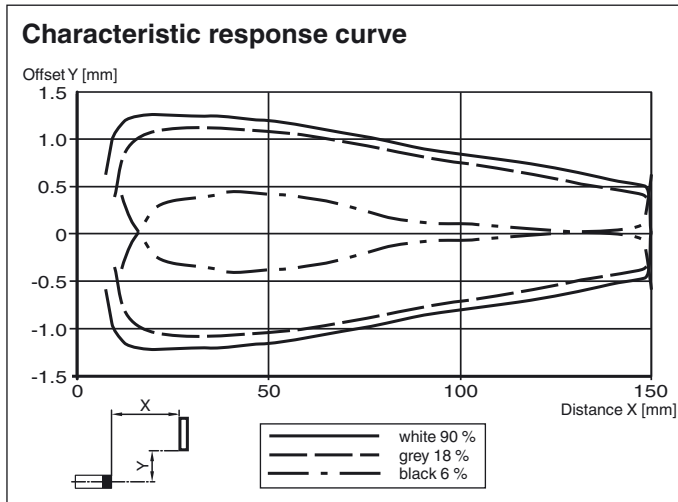 Characteristic response curve
Offset Y [mm]
1.5
1.0
0.5
0
-0.5
-1.0
-1.5
0
50
100
150
Distance X [mm]
X
Y
white 90 %
grey 18 %
black 6 %